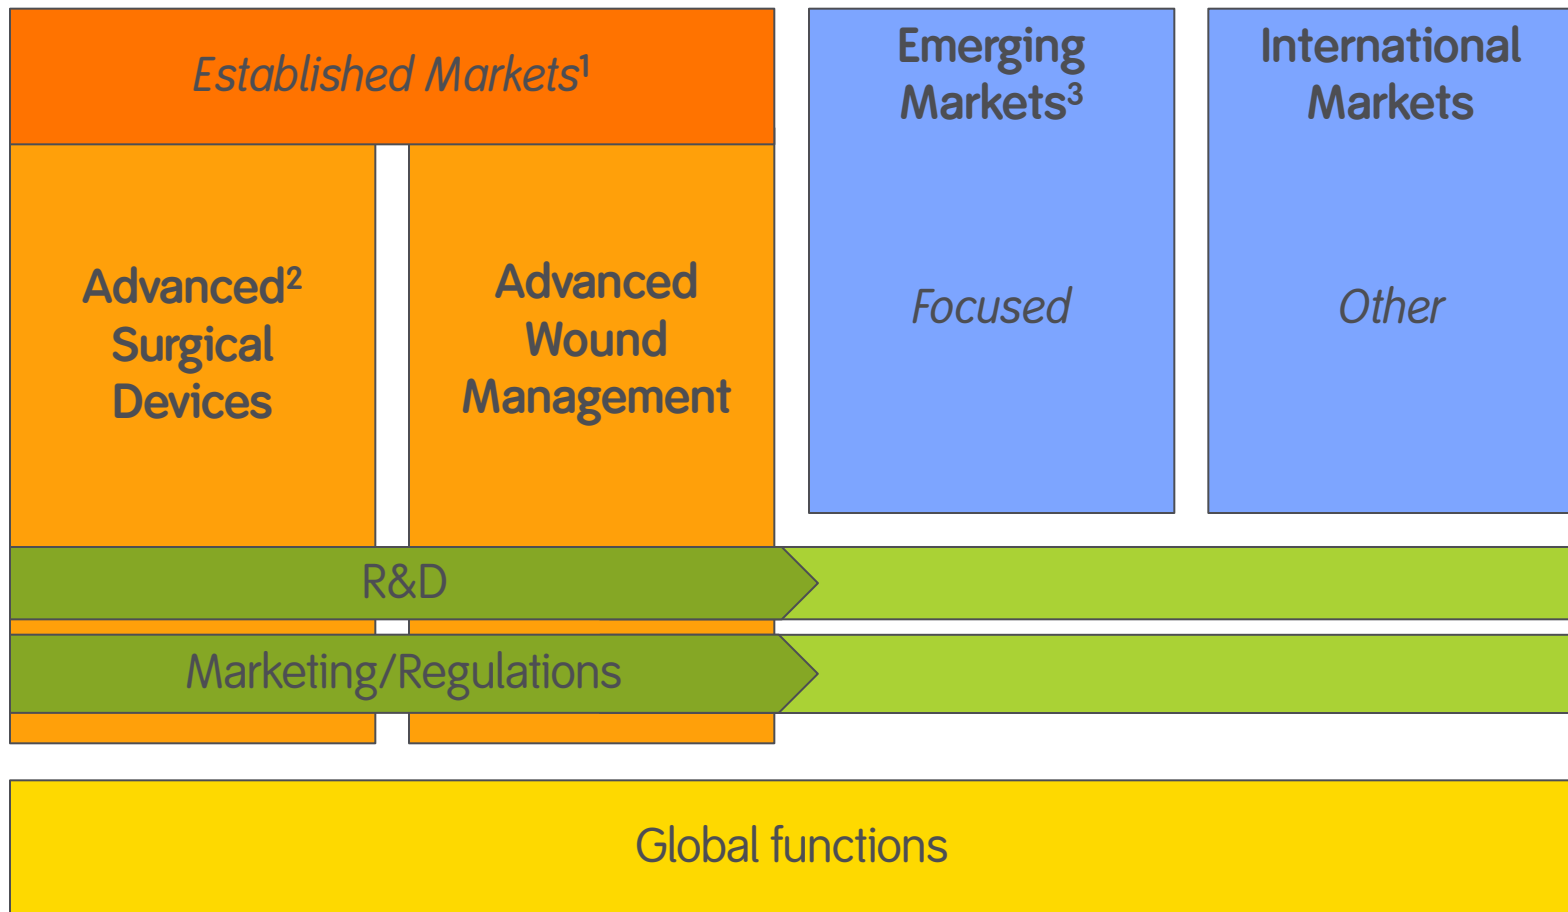 Established Markets¹
Advanced²
Surgical
Devices
Advanced
Wound
Management
Emerging
Markets³
Focused
International
Markets
Other
R&D
Marketing/Regulations
Global functions